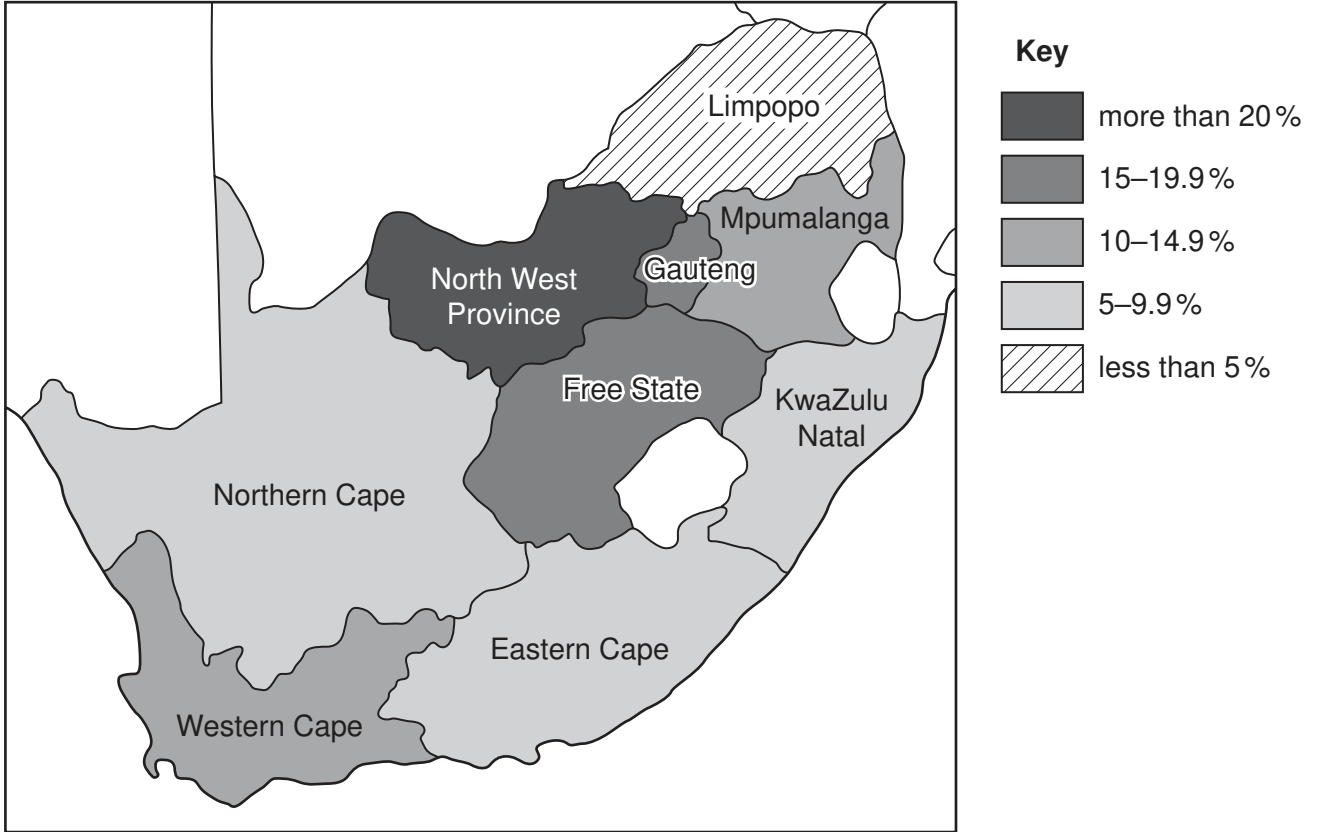 Limpopo
Mpumalanga
Gauteng
North West
Province
Free State
KwaZulu
Natal
Northern Cape
Eastern Cape
Western Cape
Key
more than 20%
15–19.9%
10–14.9%
5–9.9%
less than 5%